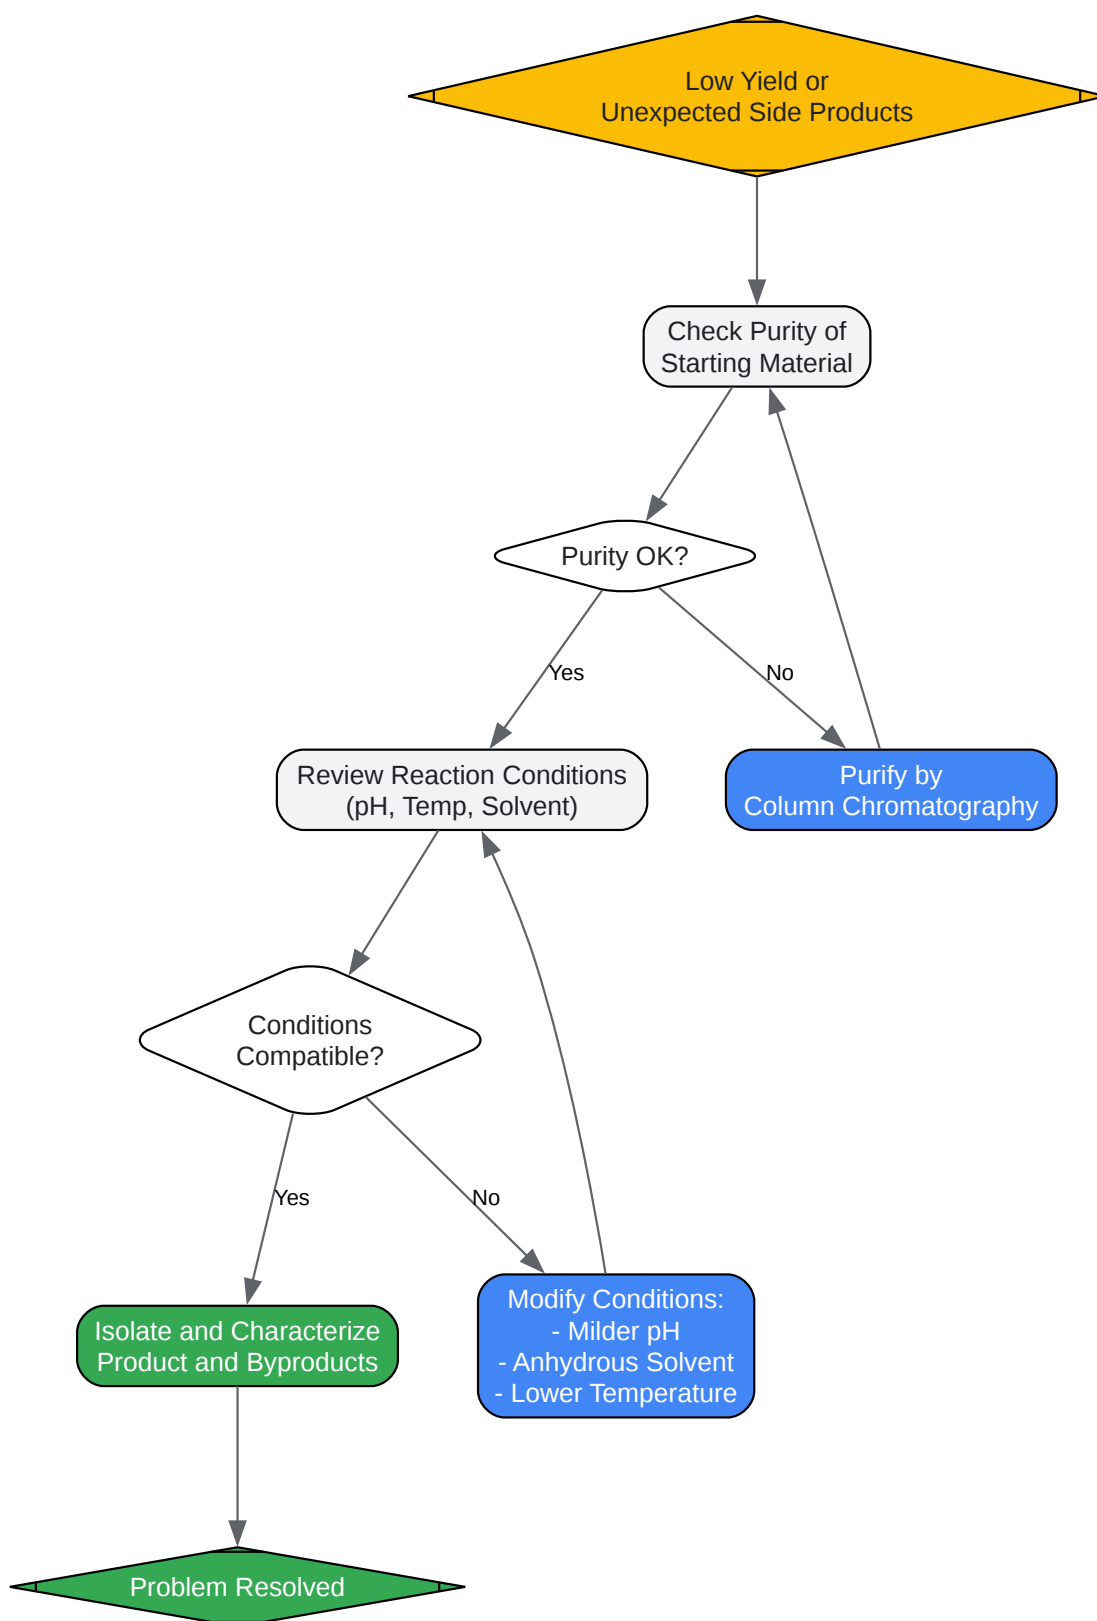 Low Yield or
Unexpected Side Products
Check Purity of
Starting Material
Purity OK?
Yes
No
Review Reaction Conditions
(pH, Temp, Solvent)
Purify by
Column Chromatography
Conditions
Compatible?
Yes
No
Isolate and Characterize
Product and Byproducts
Modify Conditions:
- Milder pH
- Anhydrous Solvent
- Lower Temperature
Problem Resolved